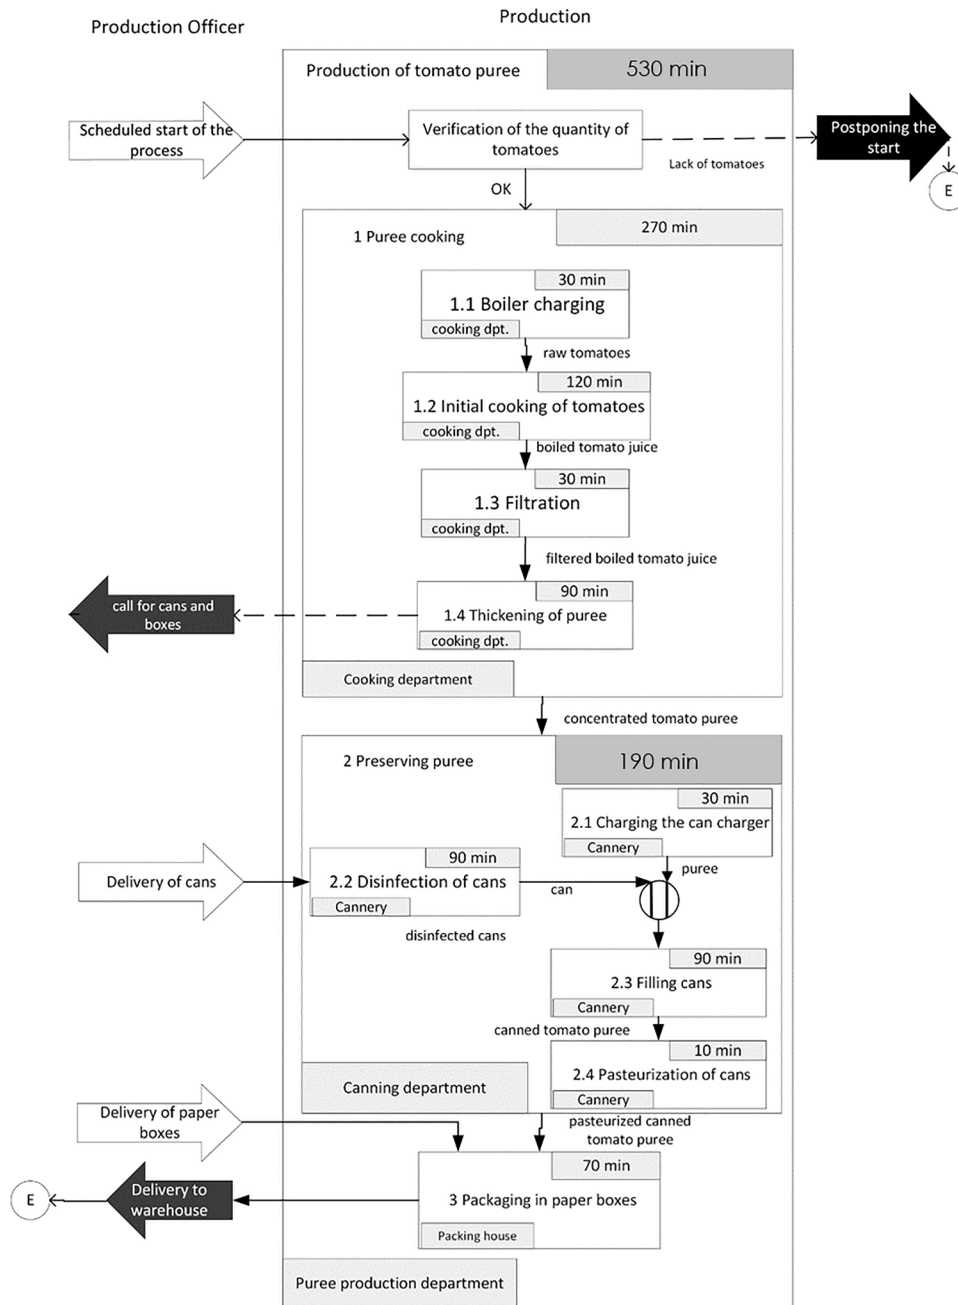 Production Officer
Production
Production of tomato puree
530 min
Scheduled start of the
process
Verification of the quantity of
tomatoes
Lack of tomatoes
Postponing the
start
E
OK
1 Puree cooking
270 min
30 min
1.1 Boiler charging
cooking dpt.
raw tomatoes
120 min
1.2 Initial cooking of tomatoes
cooking dpt.
boiled tomato juice
30 min
1.3 Filtration
cooking dpt.
filtered boiled tomato juice
90 min
1.4 Thickening of puree
cooking dpt.
call for cans and
boxes
Cooking department
concentrated tomato puree
2 Preserving puree
190 min
30 min
2.1 Charging the can charger
Cannery
puree
Delivery of cans
90 min
2.2 Disinfection of cans
Cannery
can
disinfected cans
90 min
2.3 Filling cans
Cannery
canned tomato puree
10 min
2.4 Pasteurization of cans
Cannery
Canning department
pasteurized canned
tomato puree
Delivery of paper
boxes
70 min
3 Packaging in paper boxes
Packing house
Delivery to
warehouse
E
Puree production department